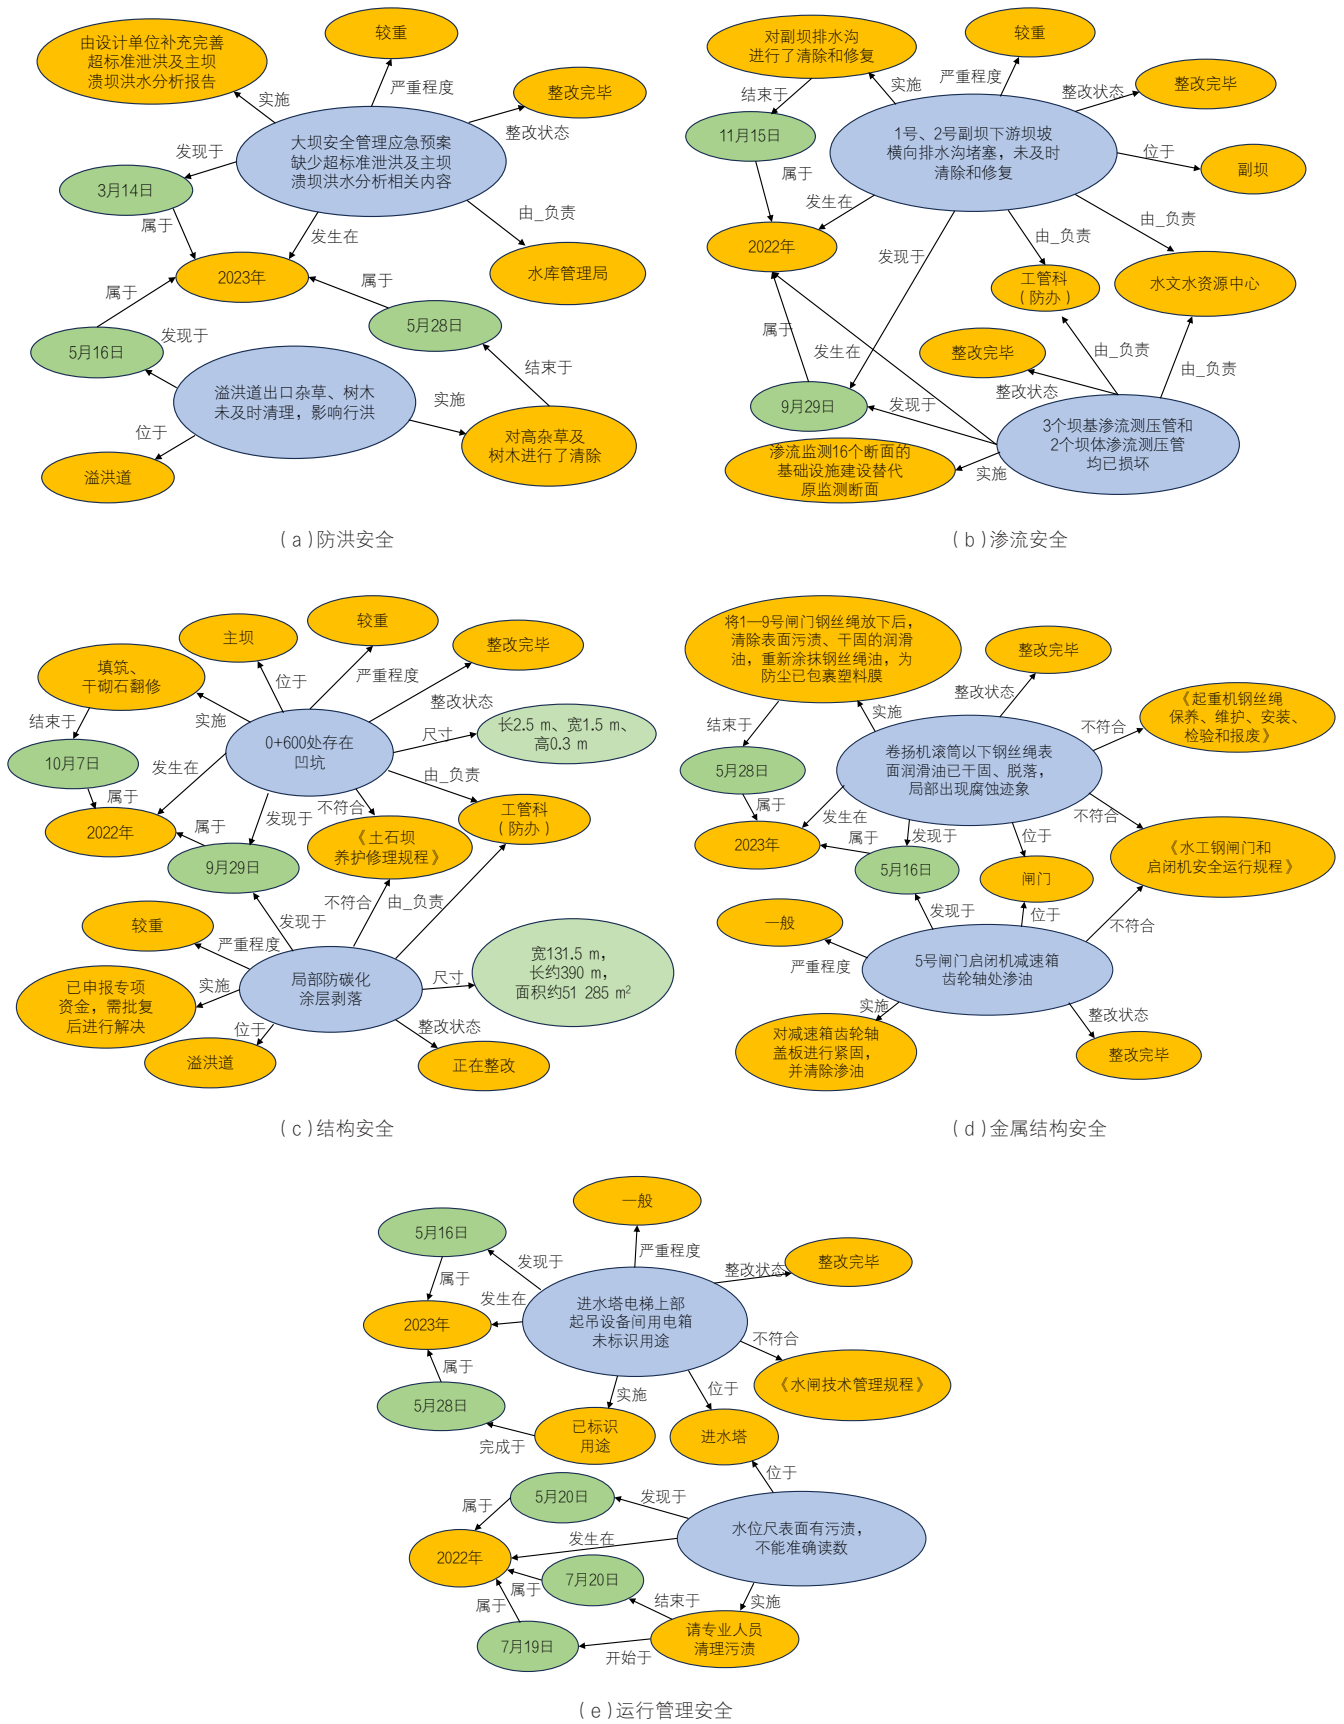 由设计单位补充完善
超标准泄洪及主坝
溃坝洪水分析报告
较重
整改完毕
实施
严重程度
整改状态
大坝安全管理应急预案
缺少超标准泄洪及主坝
溃坝洪水分析相关内容
发现于
3月14日
属于
发生在
由_负责
水库管理局
2023年
属于
属于
5月28日
5月16日
发现于
结束于
溢洪道出口杂草、树木
未及时清理，影响行洪
实施
位于
对高杂草及
树木进行了清除
溢洪道
(a)防洪安全
对副坝排水沟
进行了清除和修复
较重
实施
严重程度
整改状态
整改完毕
结束于
11月15日
1号、2号副坝下游坝坡
横向排水沟堵塞，未及时
清除和修复
位于
副坝
属于
发生在
由_负责
由_负责
2022年
发现于
工管科
(防办)
水文水资源中心
属于
发生在
整改完毕
由_负责
由_负责
整改状态
9月29日
发现于
3个坝基渗流测压管和
2个坝体渗流测压管
均已损坏
渗流监测16个断面的
基础设施建设替代
原监测断面
实施
(b)渗流安全
主坝
较重
整改完毕
填筑、
干砌石翻修
位于
严重程度
整改状态
实施
结束于
长2.5 m、宽1.5 m、
高0.3 m
尺寸
0+600处存在
凹坑
10月7日
发生在
由_负责
属于
不符合
工管科
(防办)
2022年
属于
发现于
《土石坝
养护修理规程》
9月29日
不符合
由_负责
较重
发现于
严重程度
宽131.5 m，
长约390 m，
面积约51 285 m²
局部防碳化
涂层剥落
尺寸
实施
已申报专项
资金，需批复
后进行解决
位于
整改状态
溢洪道
正在整改
(c)结构安全
将1—9号闸门钢丝绳放下后，
清除表面污渍、干固的润滑
油，重新涂抹钢丝绳油，为
防尘已包裹塑料膜
整改完毕
整改状态
实施
结束于
不符合
《起重机钢丝绳
保养、维护、安装、
检验和报废》
卷扬机滚筒以下钢丝绳表
面润滑油已干固、脱落，
局部出现腐蚀迹象
5月28日
属于
发生在
不符合
2023年
属于
发现于
位于
《水工钢闸门和
启闭机安全运行规程》
5月16日
闸门
一般
发现于
位于
不符合
严重程度
5号闸门启闭机减速箱
齿轮轴处渗油
实施
整改状态
对减速箱齿轮轴
盖板进行紧固，
并清除渗油
整改完毕
(d)金属结构安全
一般
5月16日
严重程度
发现于
整改状态
整改完毕
属于
发生在
进水塔电梯上部
起吊设备间用电箱
未标识用途
2023年
不符合
属于
《水闸技术管理规程》
实施
位于
5月28日
已标识
用途
进水塔
完成于
位于
5月20日
发现于
属于
发生在
水位尺表面有污渍，
不能准确读数
2022年
7月20日
属于
属于
结束于
实施
请专业人员
清理污渍
7月19日
开始于
(e)运行管理安全